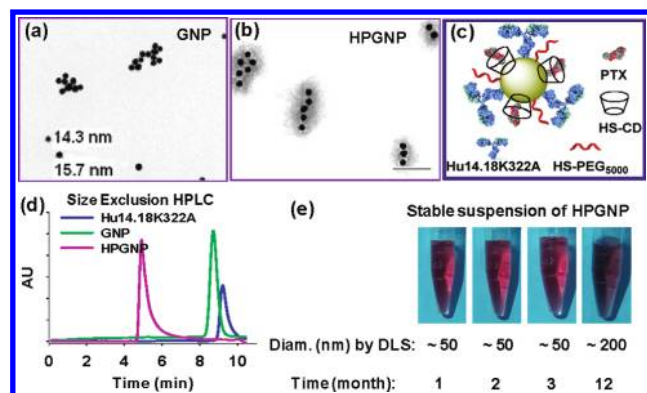 (a)
GNP
14.3 nm
15.7 nm
(b)
HPGNP
(c)
PTX
HS-CD
Hu14.18K322A
HS-PEG5000
(d)
Size Exclusion HPLC
Hu14.18K322A
GNP
HPGNP
AU
0 2 4 6 8 10
Time (min)
(e)
Stable suspension of HPGNP
Diam. (nm) by DLS: ~ 50 ~ 50 ~ 50 ~ 200
Time (month): 1 2 3 12